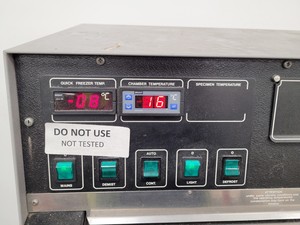 QUICK FREEZER TEMP.
CHAMBER TEMPERATURE
SPECIMEN TEMPERATURE
-08 °C
16 °C
DO NOT USE
NOT TESTED
AUTO
WARM
DEMIST
CONT.
LIGHT
DEFROST